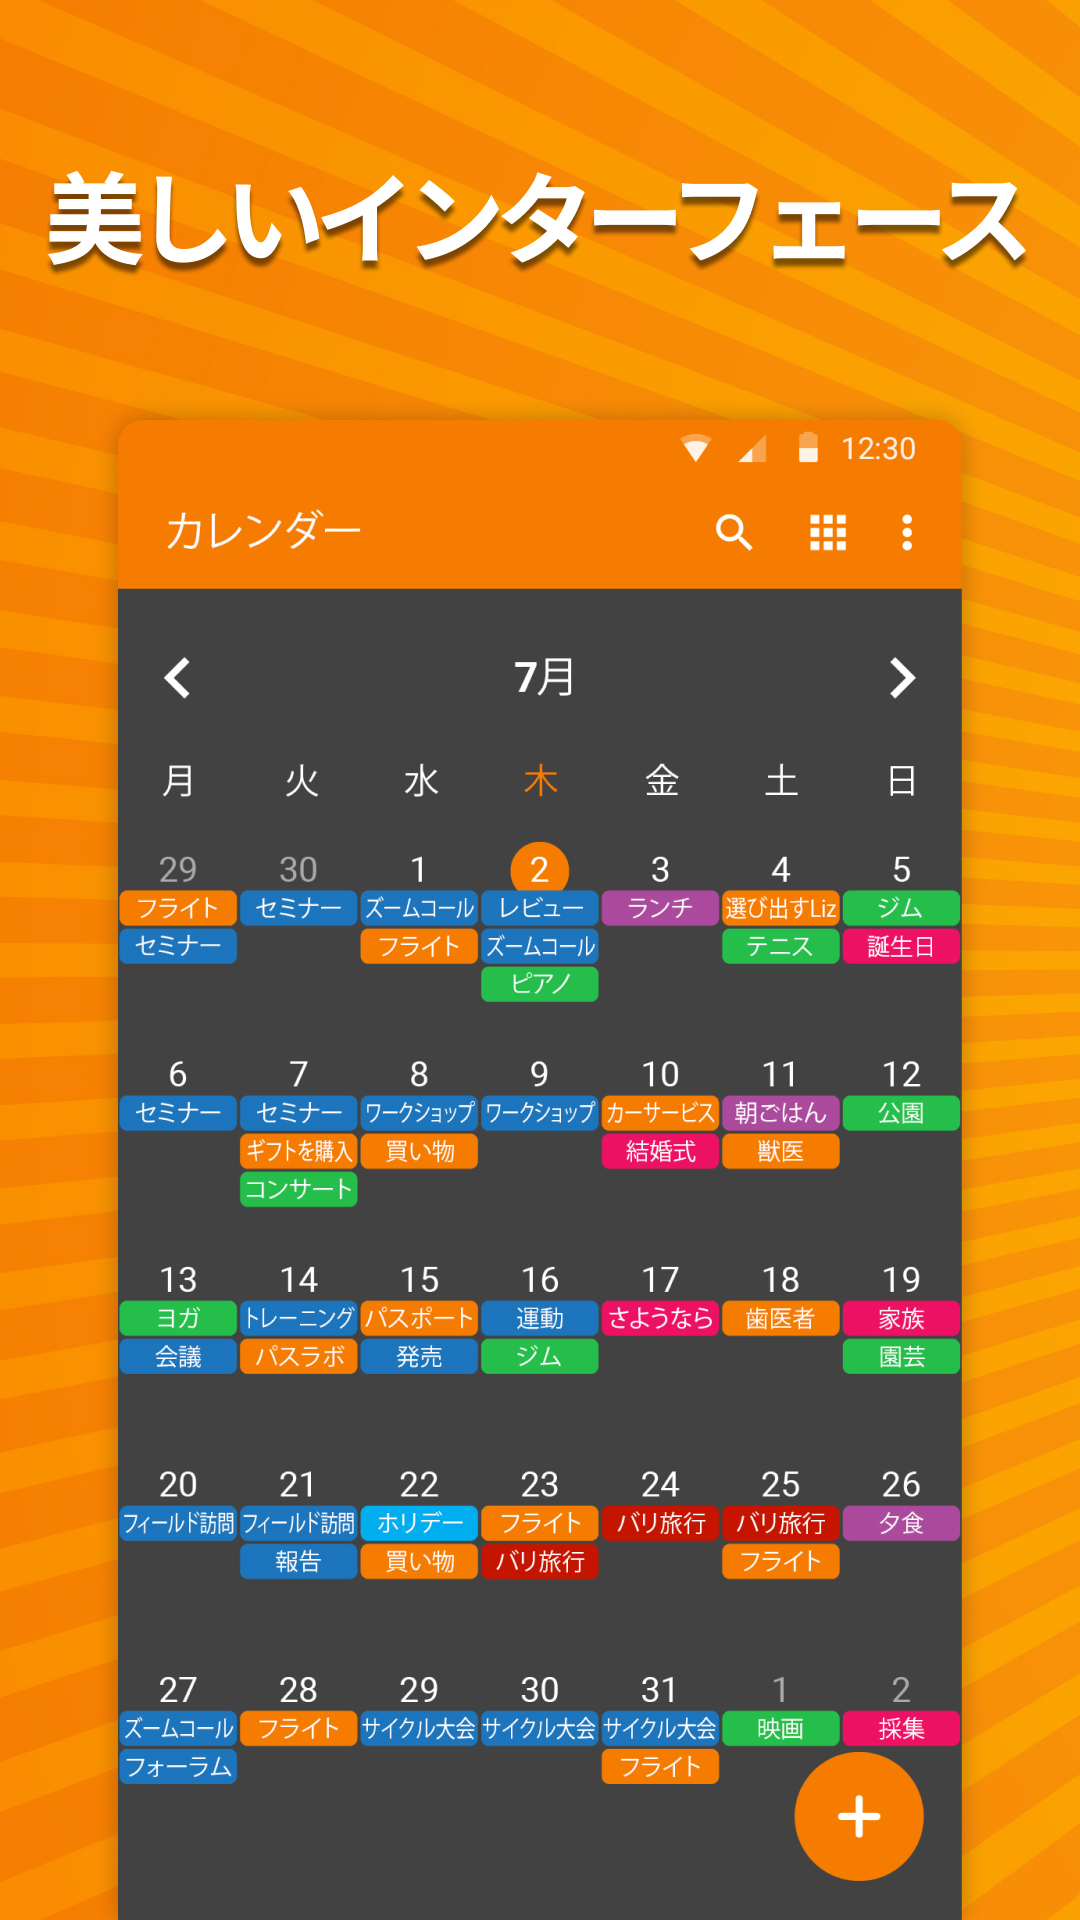 美しいインターフェース
12:30
カレンダー
7月
月 火 水 木 金 土 日
29 30 1 2 3 4 5
フライト セミナー ズームコール レビュー ランチ 選び出すLiz ジム
セミナー フライト ズームコール テニス 誕生日
ピアノ
6 7 8 9 10 11 12
セミナー セミナー ワークショップ ワークショップ カーサービス 朝ごはん 公園
ギフトを購入 買い物 結婚式 獣医
コンサート
13 14 15 16 17 18 19
ヨガ トレーニング パスポート 運動 さようなら 歯医者 家族
会議 パスラボ 発売 ジム 園芸
20 21 22 23 24 25 26
フィールド訪問 フィールド訪問 ホリデー フライト バリ旅行 バリ旅行 夕食
報告 買い物 バリ旅行 フライト
27 28 29 30 31 1 2
ズームコール フライト サイクル大会 サイクル大会 サイクル大会 映画 採集
フォーラム フライト